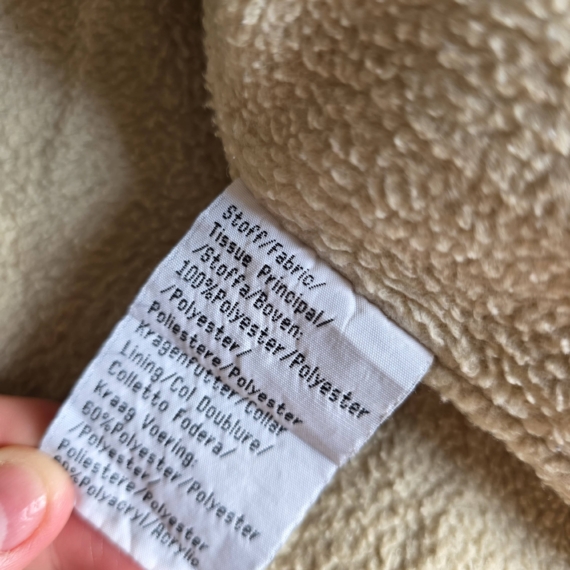 Stoff/Fabric/
Tissue Principal/
/Stoffa/Boven:
100%Polyester/Polyester
/Polyester/
Poliestere/Polyester
Kragenfutter/Collar
Lining/Col Doublure/
Colletto Fodera/
Kraag Voering:
60%Polyester/Polyester
/Polyester/
Poliestere/Polyester
%Polyacryl/Acrylic